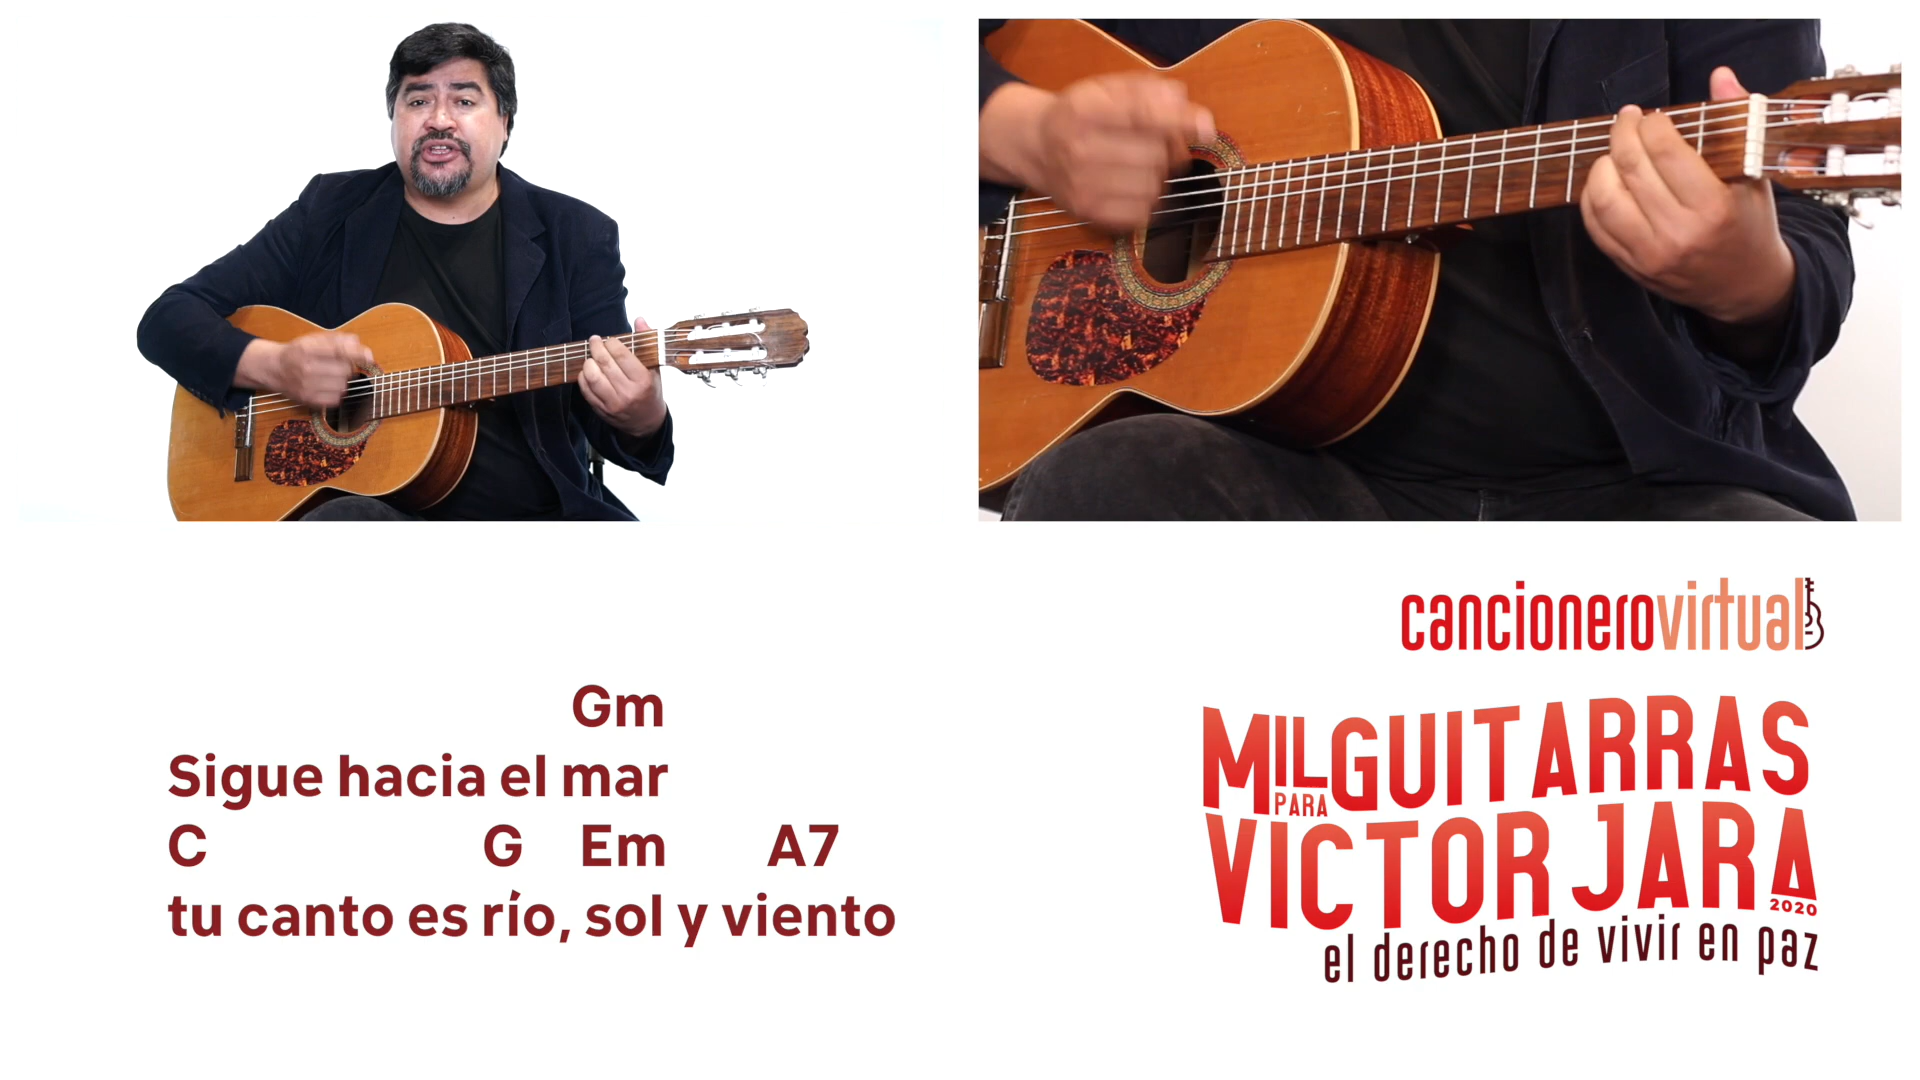 Gm
Sigue hacia el mar
C G Em A7
tu canto es río, sol y viento
cancionerovirtual
MIL GUITARRAS
PARA
VICTOR JARA
2020
el derecho de vivir en paz